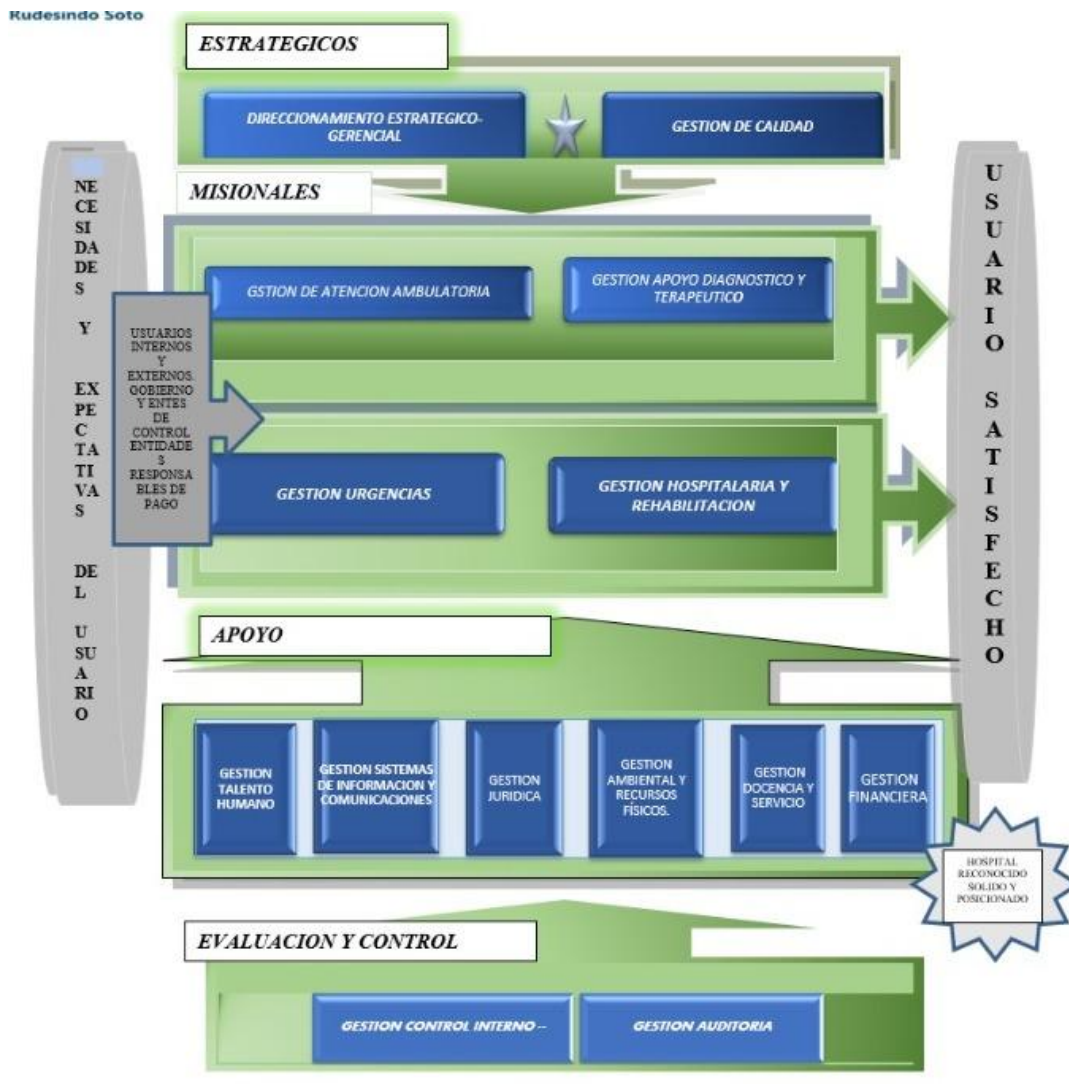 Rudesindo Soto
ESTRATEGICOS
DIRECCIONAMIENTO ESTRATEGICO-
GERENCIAL
GESTION DE CALIDAD
NE
CE
SI
DA
DE
S
Y
EX
PE
C
TA
TI
VA
S
DE
L
U
SU
A
RI
O
MISIONALES
GSTION DE ATENCION AMBULATORIA
GESTION APOYO DIAGNOSTICO Y
TERAPEUTICO
USUARIOS
INTERNOS
Y
EXTERNOS.
GOBIERNO
Y ENTES
DE
CONTROL
ENTIDADE
S
RESPONSA
BLES DE
PAGO
GESTION URGENCIAS
GESTION HOSPITALARIA Y
REHABILITACION
U
S
U
A
R
I
O
S
A
T
I
S
F
E
C
H
O
APOYO
GESTION
TALENTO
HUMANO
GESTION SISTEMAS
DE INFORMACION Y
COMUNICACIONES
GESTION
JURIDICA
GESTION
AMBIENTAL Y
RECURSOS
FÍSICOS.
GESTION
DOCENCIA Y
SERVICIO
GESTION
FINANCIERA
HOSPITAL
RECONOCIDO
SOLIDO Y
POSICIONADO
EVALUACION Y CONTROL
GESTION CONTROL INTERNO --
GESTION AUDITORIA